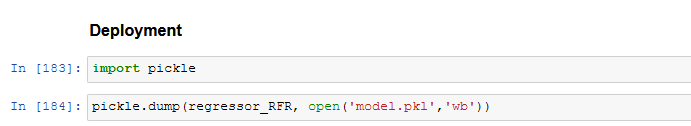 Deployment
In [183]: import pickle
In [184]: pickle.dump(regressor_RFR, open('model.pkl','wb'))